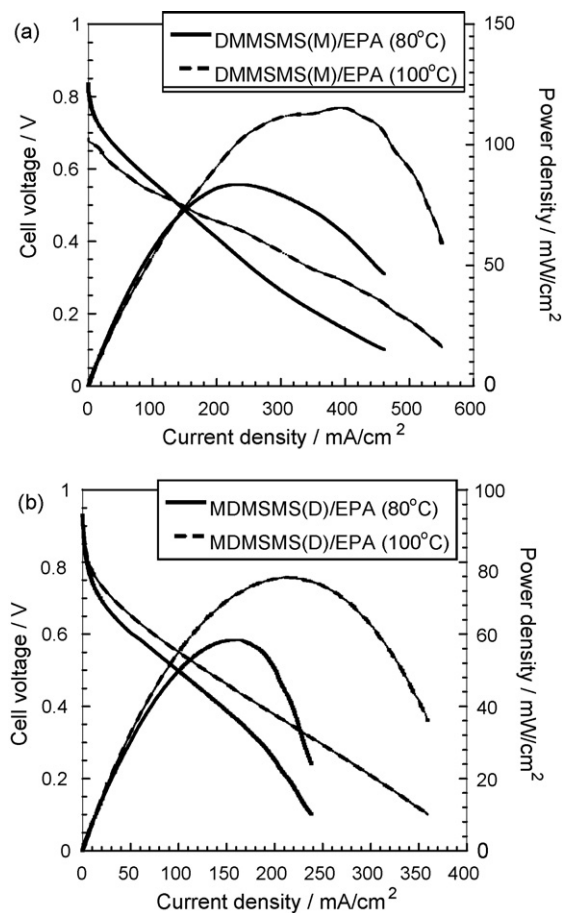 (a)
DMMSMS(M)/EPA (80°C)
DMMSMS(M)/EPA (100°C)
Cell voltage / V
1
0.8
0.6
0.4
0.2
0
Power density / mW/cm²
150
100
50
0
0 100 200 300 400 500 600
Current density / mA/cm²
(b)
MDMSMS(D)/EPA (80°C)
MDMSMS(D)/EPA (100°C)
Cell voltage / V
1
0.8
0.6
0.4
0.2
0
Power density / mW/cm²
100
80
60
40
20
0
0 50 100 150 200 250 300 350 400
Current density / mA/cm²